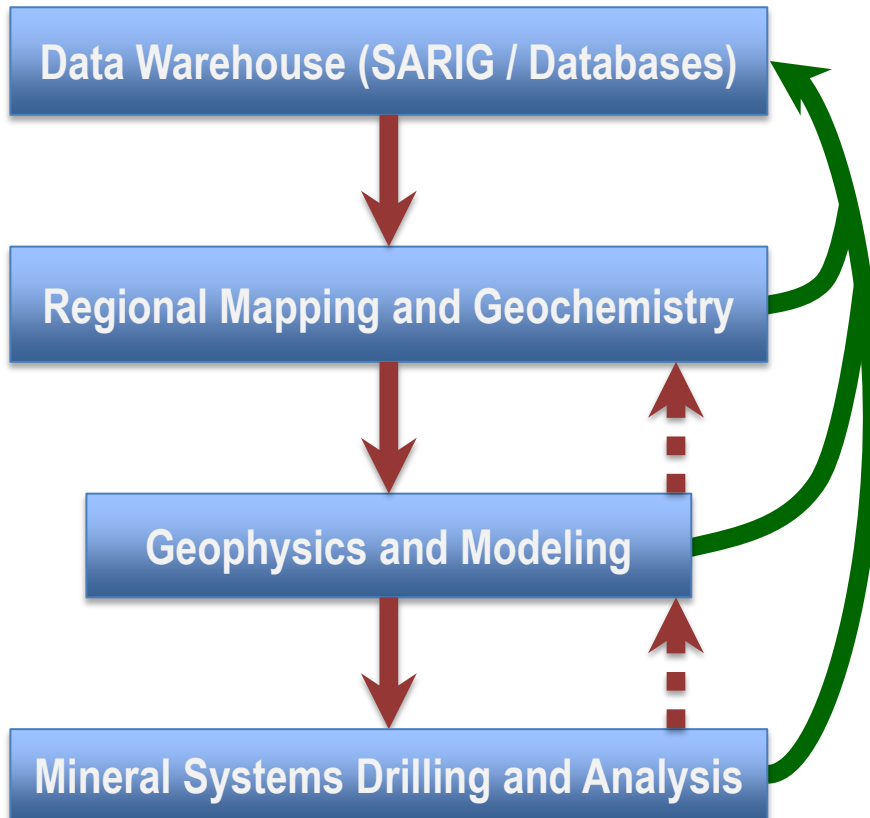 Data Warehouse (SARIG / Databases)
Regional Mapping and Geochemistry
Geophysics and Modeling
Mineral Systems Drilling and Analysis